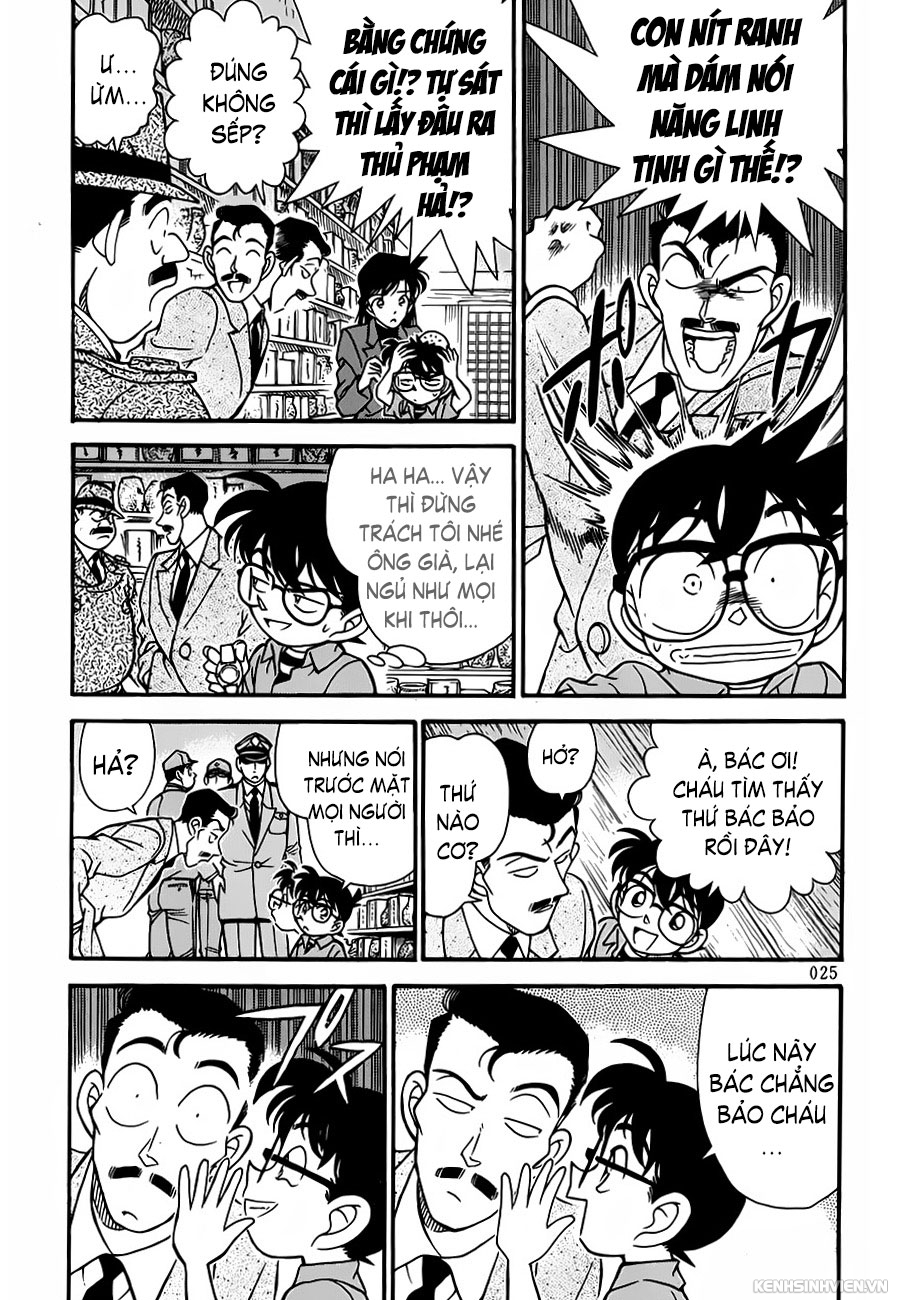 CON NÍT RANH
MÀ DÁM NÓI
NĂNG LINH
TINH GÌ THẾ!?
ポカッ
BẰNG CHỨNG
CÁI GÌ!? TỰ SÁT
THÌ LẤY ĐÂU RA
THỦ PHẠM
HẢ!?
ĐÚNG
KHÔNG
SẾP?
Ư...
ỪM...
HA HA... VẬY
THÌ ĐỪNG
TRÁCH TÔI NHÉ
ÔNG GIÀ, LẠI
NGỦ NHƯ MỌI
KHI THÔI...
À, BÁC ƠI!
CHÁU TÌM THẤY
THỨ BÁC BẢO
RỒI ĐÂY!
HỞ?
THỨ
NÀO
CƠ?
NHƯNG NÓI
TRƯỚC MẶT
MỌI NGƯỜI
THÌ...
HẢ?
025
LÚC NÃY
BÁC CHẲNG
BẢO CHÁU
...
KENHSINHVIEN.VN